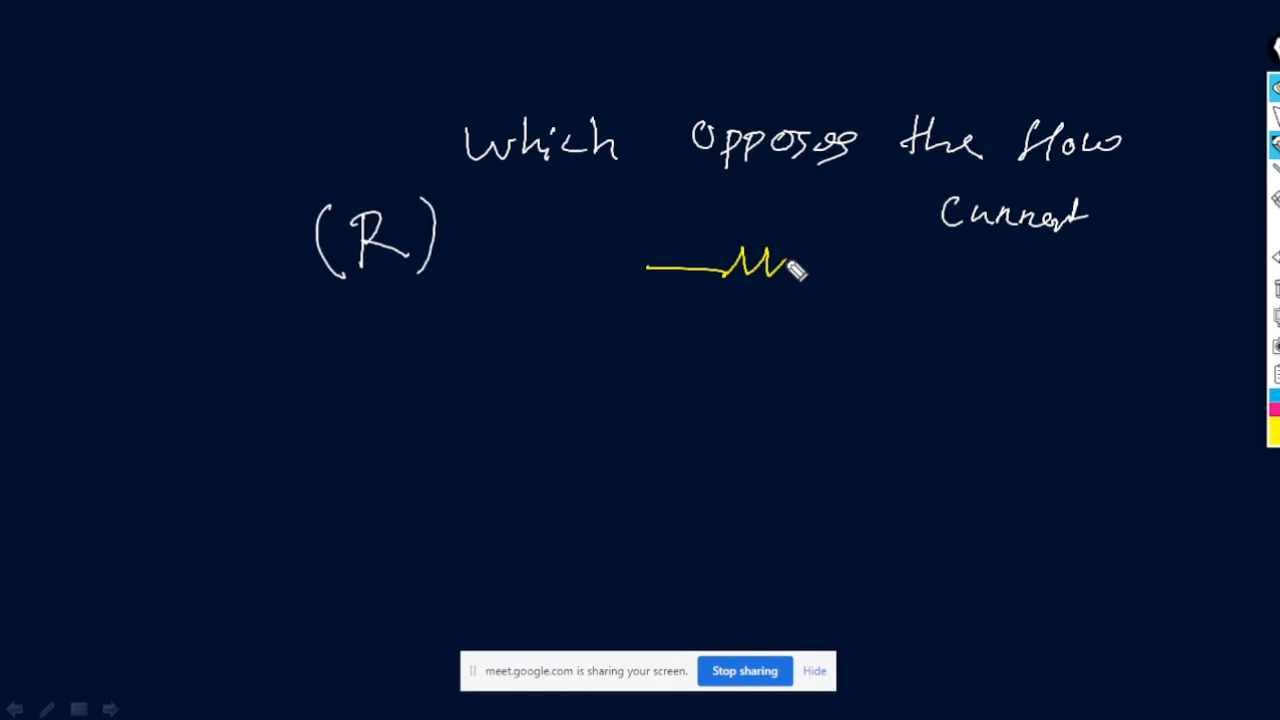 which opposes the flow
current
(R)
meet.google.com is sharing your screen. Stop sharing Hide